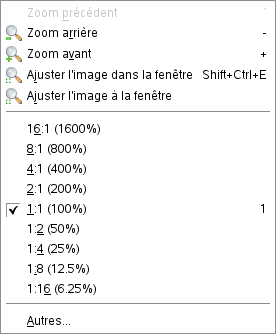 Zoom précédent `
Zoom arrière -
Zoom avant +
Ajuster l'image dans la fenêtre Shift+Ctrl+E
Ajuster l'image à la fenêtre
16:1 (1600%)
8:1 (800%)
4:1 (400%)
2:1 (200%)
1:1 (100%) 1
1:2 (50%)
1:4 (25%)
1:8 (12.5%)
1:16 (6.25%)
Autres...